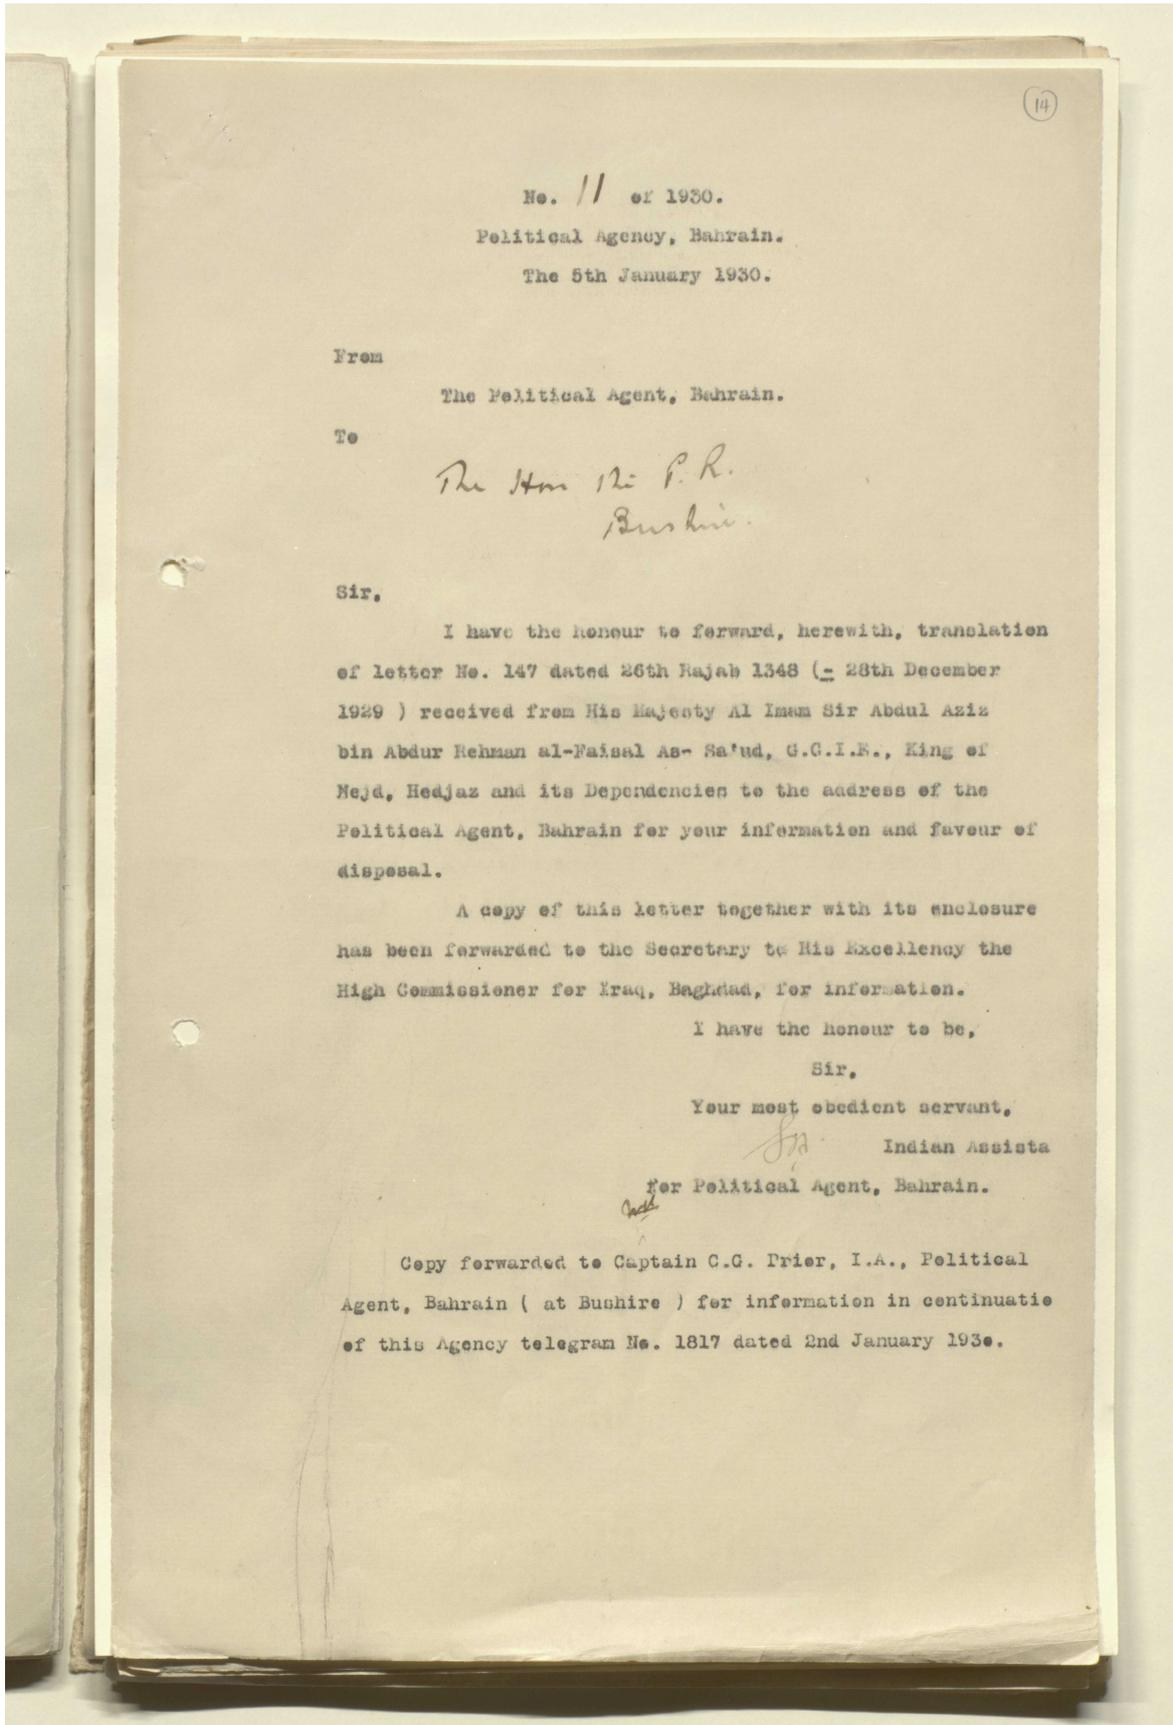 14
No. 11 of 1930.
Political Agency, Bahrain.
The 5th January 1930.
From
The Political Agent, Bahrain.
To
The Hon the P. R.
Bushire.
Sir,
I have the honour to forward, herewith, translation
of letter No. 147 dated 26th Rajab 1348 (= 28th December
1929 ) received from His Majesty Al Imam Sir Abdul Aziz
bin Abdur Rehman al-Faisal As- Sa'ud, G.C.I.E., King of
Nejd, Hedjaz and its Dependencies to the address of the
Political Agent, Bahrain for your information and favour of
disposal.
A copy of this letter together with its enclosure
has been forwarded to the Secretary to His Excellency the
High Commissioner for Iraq, Baghdad, for information.
I have the honour to be,
Sir,
Your most obedient servant,
Indian Assista
for Political Agent, Bahrain.
Copy forwarded to Captain C.G. Prior, I.A., Political
Agent, Bahrain ( at Bushire ) for information in continuatio
of this Agency telegram No. 1817 dated 2nd January 193o.